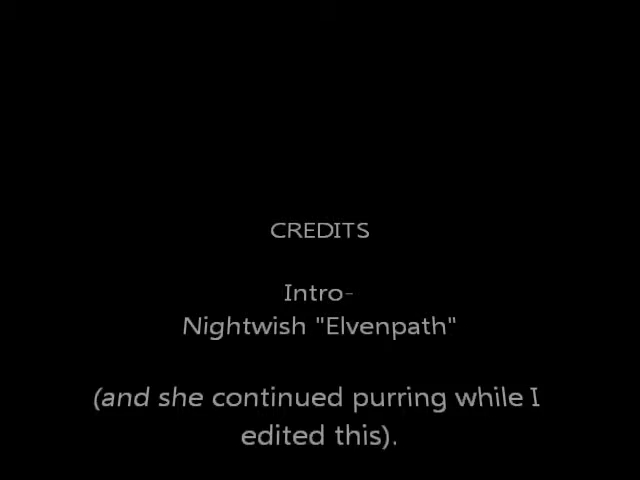 CREDITS
Intro-
Nightwish "Elvenpath"
(and she continued purring while I
edited this).